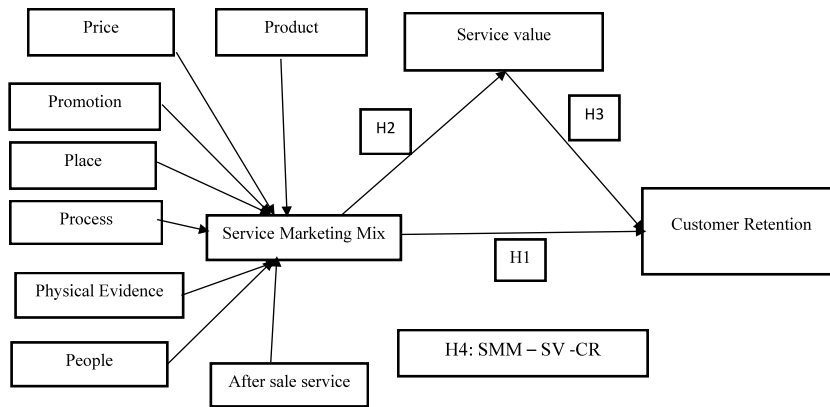 Price
Product
Service value
Promotion
H2
H3
Place
Process
Service Marketing Mix
Customer Retention
H1
Physical Evidence
H4: SMM – SV -CR
People
After sale service